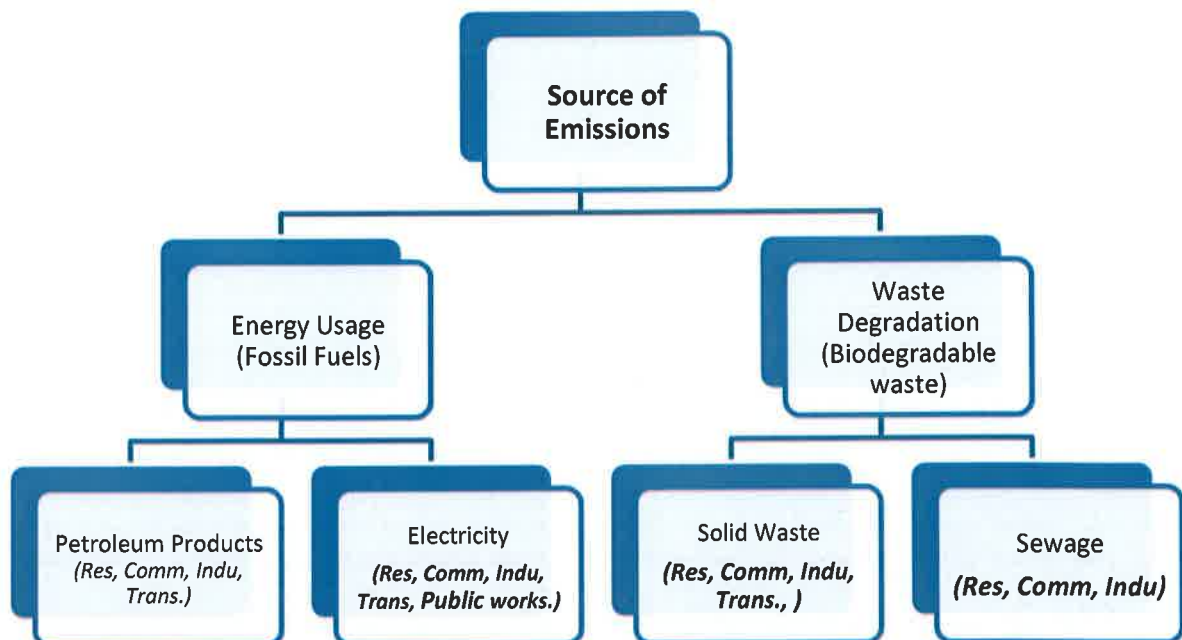 Source of
Emissions
Energy Usage
(Fossil Fuels)
Waste
Degradation
(Biodegradable
waste)
Petroleum Products
(Res, Comm, Indu,
Trans.)
Electricity
(Res, Comm, Indu,
Trans, Public works.)
Solid Waste
(Res, Comm, Indu,
Trans., )
Sewage
(Res, Comm, Indu)